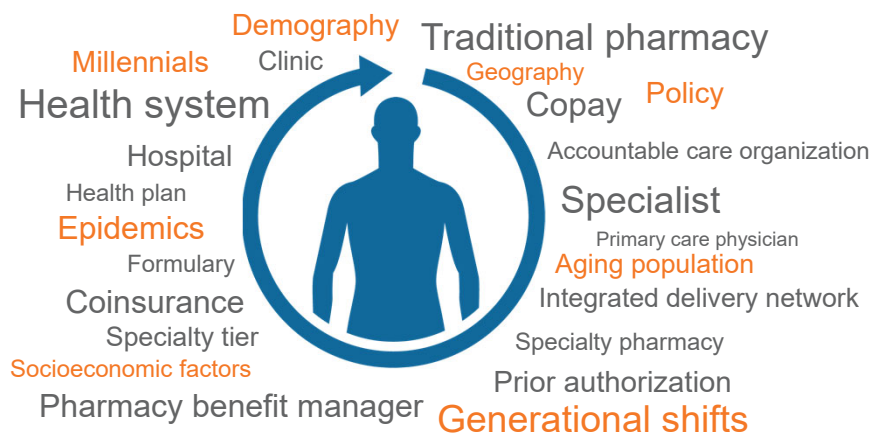 Demography
Traditional pharmacy
Millennials
Clinic
Geography
Health system
Copay
Policy
Hospital
Accountable care organization
Health plan
Specialist
Epidemics
Primary care physician
Formulary
Aging population
Coinsurance
Integrated delivery network
Specialty tier
Specialty pharmacy
Socioeconomic factors
Prior authorization
Pharmacy benefit manager
Generational shifts